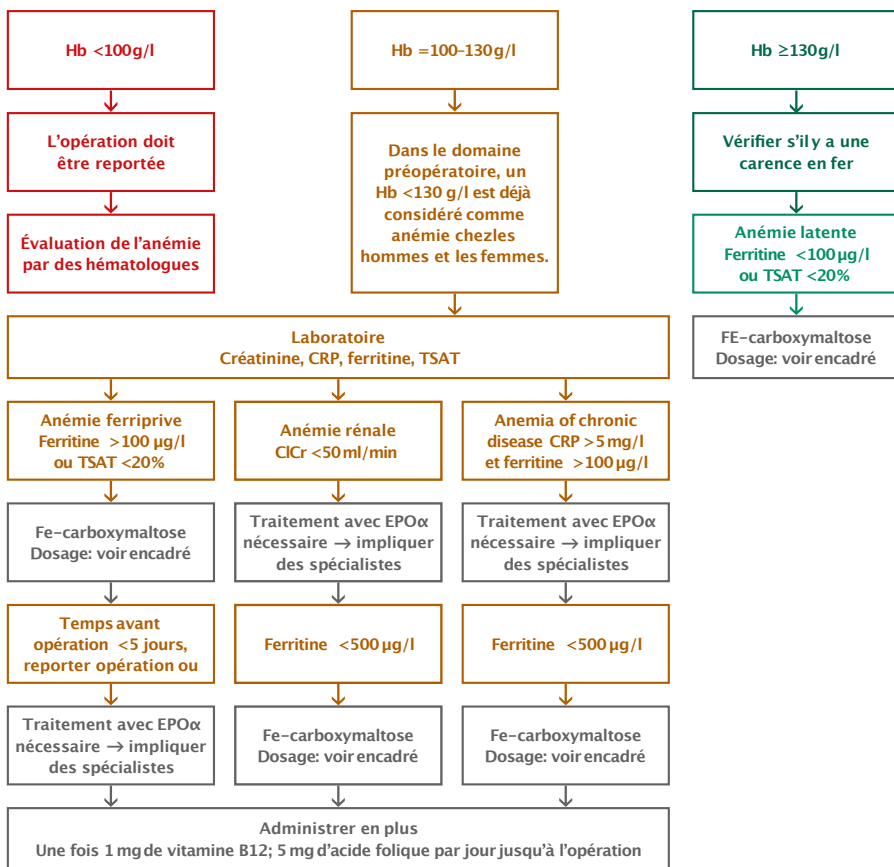 Hb <100 g/l
Hb =100–130 g/l
Hb ≥130 g/l
L’opération doit
être reportée
Dans le domaine
préopératoire, un
Hb <130 g/l est déjà
considéré comme
anémie chezles
hommes et les femmes.
Vérifier s’il y a une
carence en fer
Évaluation de l’anémie
par des hématologues
Anémie latente
Ferritine <100 µg/l
ou TSAT <20%
Laboratoire
Créatinine, CRP, ferritine, TSAT
FE-carboxymaltose
Dosage: voir encadré
Anémie ferriprive
Ferritine >100 µg/l
ou TSAT <20%
Anémie rénale
ClCr <50 ml/min
Anemia of chronic
disease CRP >5 mg/l
et ferritine >100 µg/l
Fe-carboxymaltose
Dosage: voir encadré
Traitement avec EPOα
nécessaire → impliquer
des spécialistes
Traitement avec EPOα
nécessaire → impliquer
des spécialistes
Temps avant
opération <5 jours,
reporter opération ou
Ferritine <500 µg/l
Ferritine <500 µg/l
Traitement avec EPOα
nécessaire → impliquer
des spécialistes
Fe-carboxymaltose
Dosage: voir encadré
Fe-carboxymaltose
Dosage: voir encadré
Administrer en plus
Une fois 1 mg de vitamine B12; 5 mg d’acide folique par jour jusqu’à l’opération